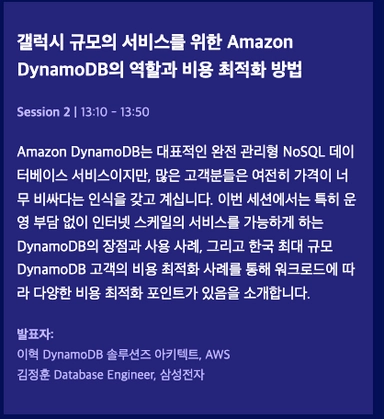 갤럭시 규모의 서비스를 위한 Amazon
DynamoDB의 역할과 비용 최적화 방법
Session 2 | 13:10 - 13:50
Amazon DynamoDB는 대표적인 완전 관리형 NoSQL 데이
터베이스 서비스이지만, 많은 고객분들은 여전히 가격이 너
무 비싸다는 인식을 갖고 계십니다. 이번 세션에서는 특히 운
영 부담 없이 인터넷 스케일의 서비스를 가능하게 하는
DynamoDB의 장점과 사용 사례, 그리고 한국 최대 규모
DynamoDB 고객의 비용 최적화 사례를 통해 워크로드에 따
라 다양한 비용 최적화 포인트가 있음을 소개합니다.
발표자:
이혁 DynamoDB 솔루션즈 아키텍트, AWS
김정훈 Database Engineer, 삼성전자